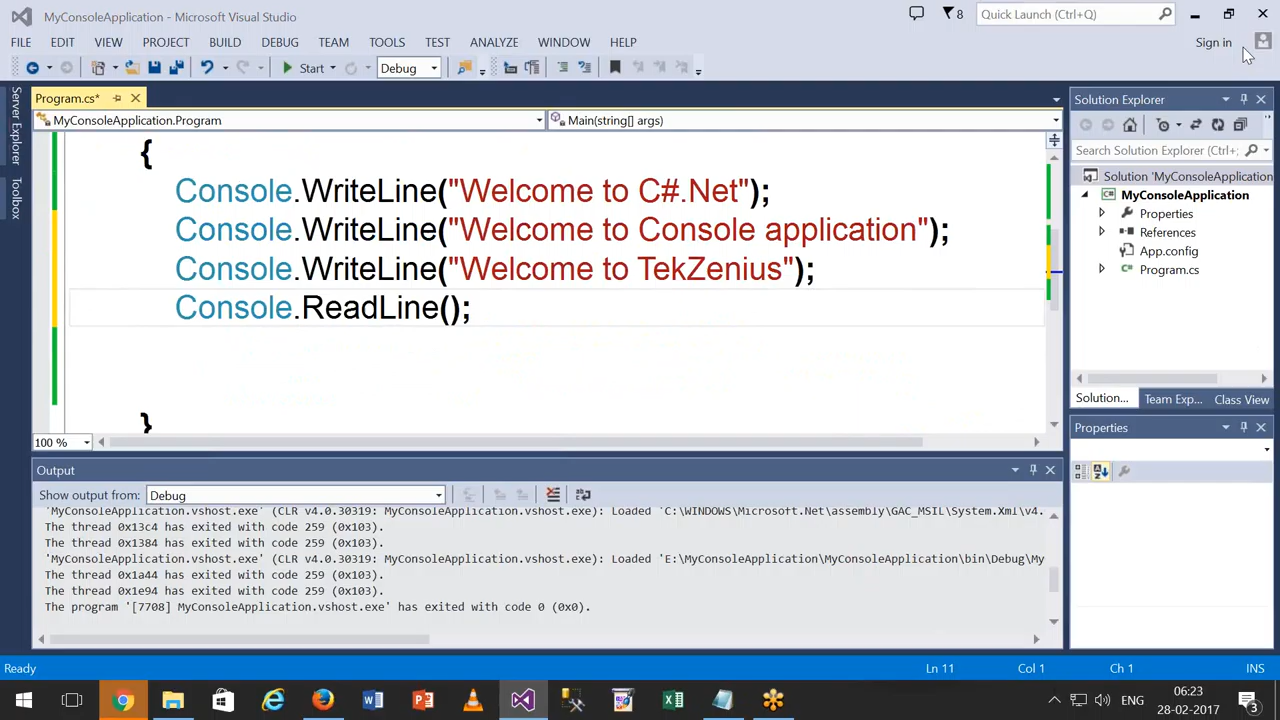 MyConsoleApplication - Microsoft Visual Studio
8
Quick Launch (Ctrl+Q)
FILE EDIT VIEW PROJECT BUILD DEBUG TEAM TOOLS TEST ANALYZE WINDOW HELP
Sign in
Start
Debug
Server Explorer
Toolbox
Program.cs*
MyConsoleApplication.Program
Main(string[] args)
{
Console.WriteLine("Welcome to C#.Net");
Console.WriteLine("Welcome to Console application");
Console.WriteLine("Welcome to TekZenius");
Console.ReadLine();
}
100 %
Solution Explorer
Search Solution Explorer (Ctrl+;
Solution 'MyConsoleApplication
MyConsoleApplication
Properties
References
App.config
Program.cs
Solution... Team Exp... Class View
Properties
Output
Show output from: Debug
'MyConsoleApplication.vshost.exe' (CLR v4.0.30319: MyConsoleApplication.vshost.exe): Loaded 'C:\WINDOWS\Microsoft.Net\assembly\GAC_MSIL\System.Xml\v4.
The thread 0x13c4 has exited with code 259 (0x103).
The thread 0x1384 has exited with code 259 (0x103).
'MyConsoleApplication.vshost.exe' (CLR v4.0.30319: MyConsoleApplication.vshost.exe): Loaded 'E:\MyConsoleApplication\MyConsoleApplication\bin\Debug\My
The thread 0x1a44 has exited with code 259 (0x103).
The thread 0x1e94 has exited with code 259 (0x103).
The program '[7708] MyConsoleApplication.vshost.exe' has exited with code 0 (0x0).
Ready
Ln 11 Col 1 Ch 1 INS
ENG
06:23
28-02-2017
3